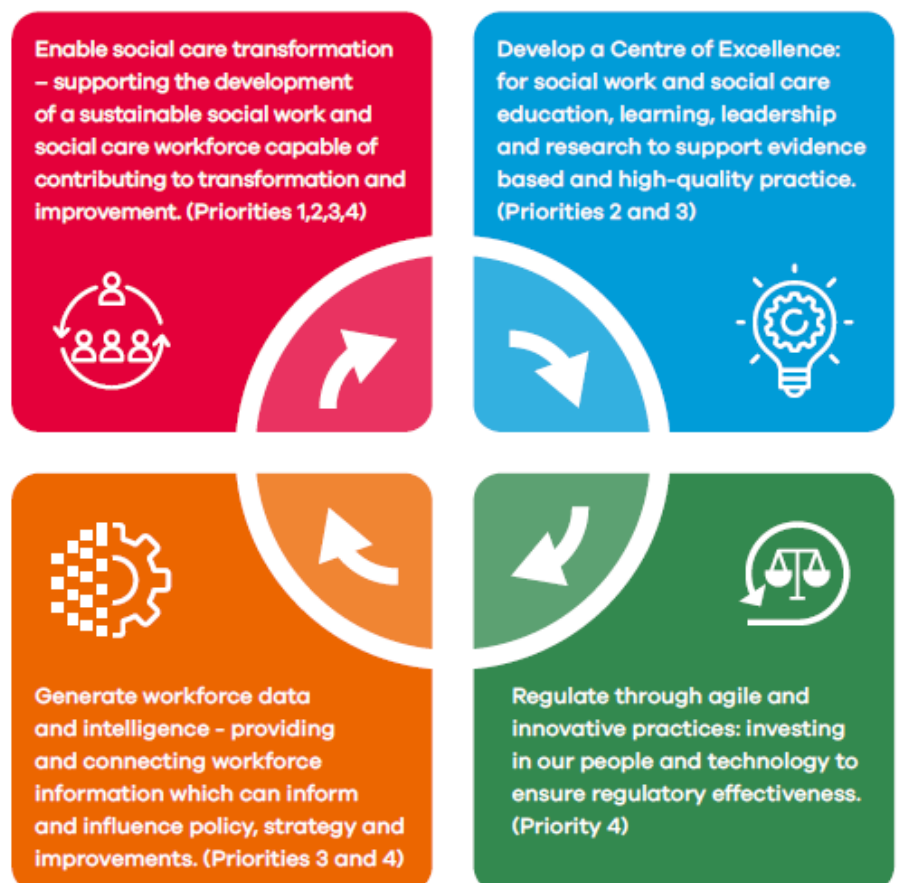 Enable social care transformation
– supporting the development
of a sustainable social work and
social care workforce capable of
contributing to transformation and
improvement. (Priorities 1,2,3,4)
Develop a Centre of Excellence:
for social work and social care
education, learning, leadership
and research to support evidence
based and high-quality practice.
(Priorities 2 and 3)
Generate workforce data
and intelligence - providing
and connecting workforce
information which can inform
and influence policy, strategy and
improvements. (Priorities 3 and 4)
Regulate through agile and
innovative practices: investing
in our people and technology to
ensure regulatory effectiveness.
(Priority 4)